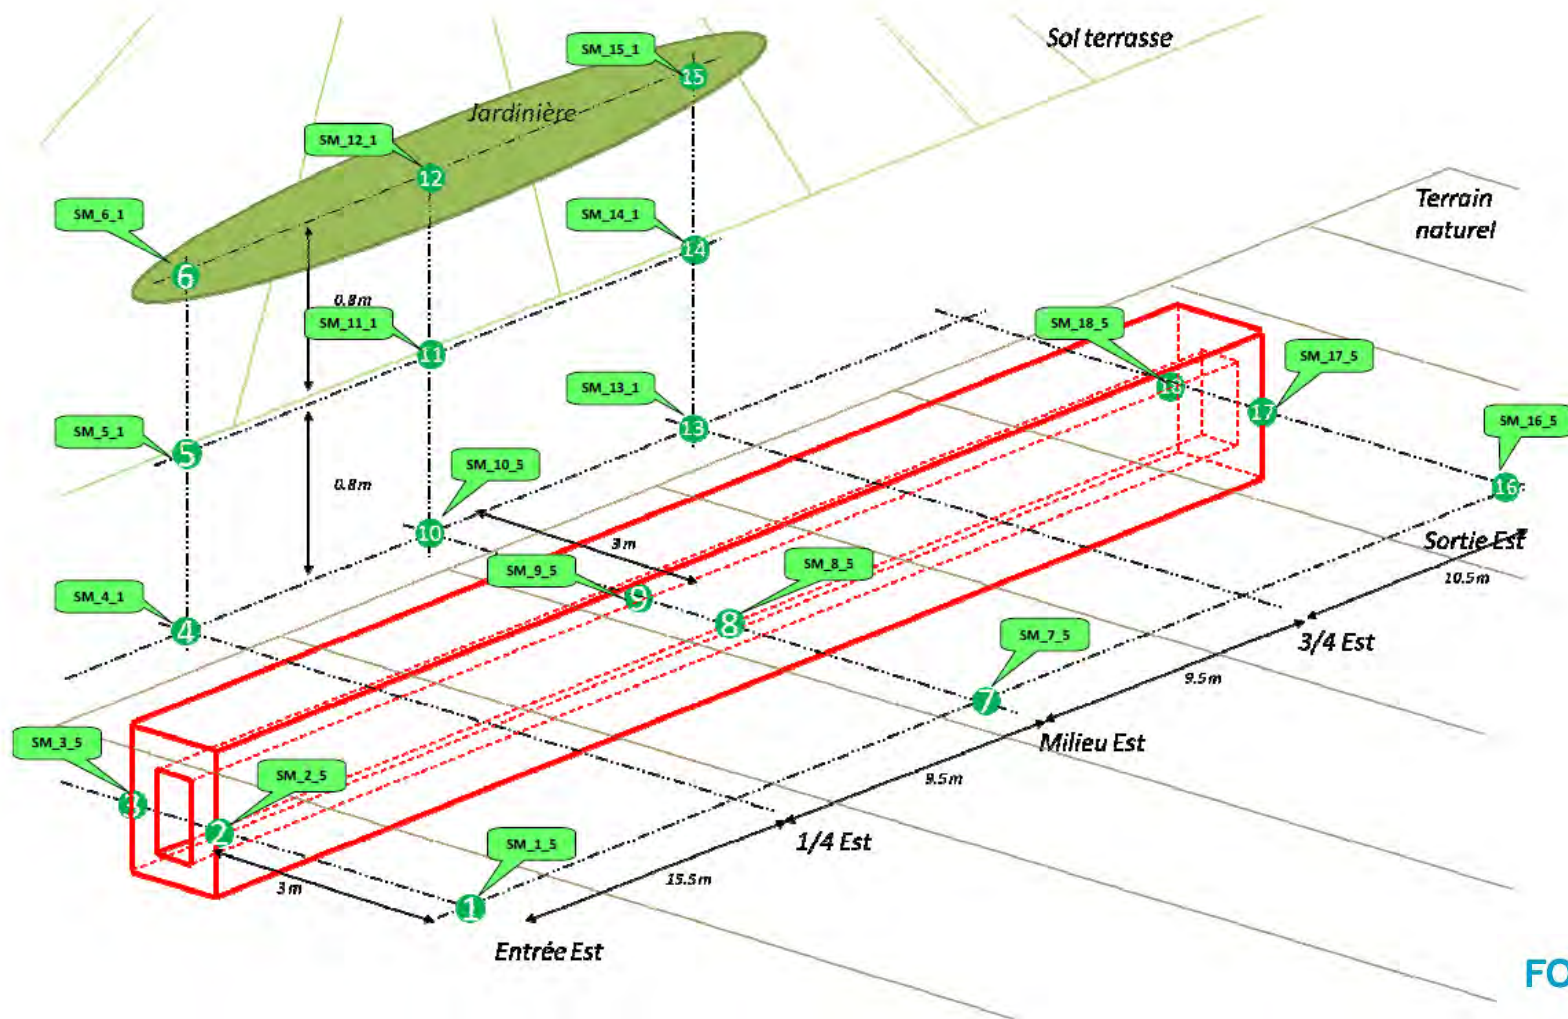 SM_15_1
Sol terrasse
15
Jardinière
SM_12_1
12
Terrain
naturel
SM_6_1
SM_14_1
14
6
0.8m
SM_11_1
SM_18_5
SM_17_5
11
18
17
SM_13_1
13
SM_5_1
5
SM_16_5
16
SM_10_5
0.8m
10
3m
Sortie Est
SM_9_5
SM_8_5
10.5m
SM_4_1
9
8
4
SM_7_5
3/4 Est
9.5m
7
SM_3_5
Milieu Est
SM_2_5
9.5m
3
2
SM_1_5
1/4 Est
3m
15.5m
1
Entrée Est
FO